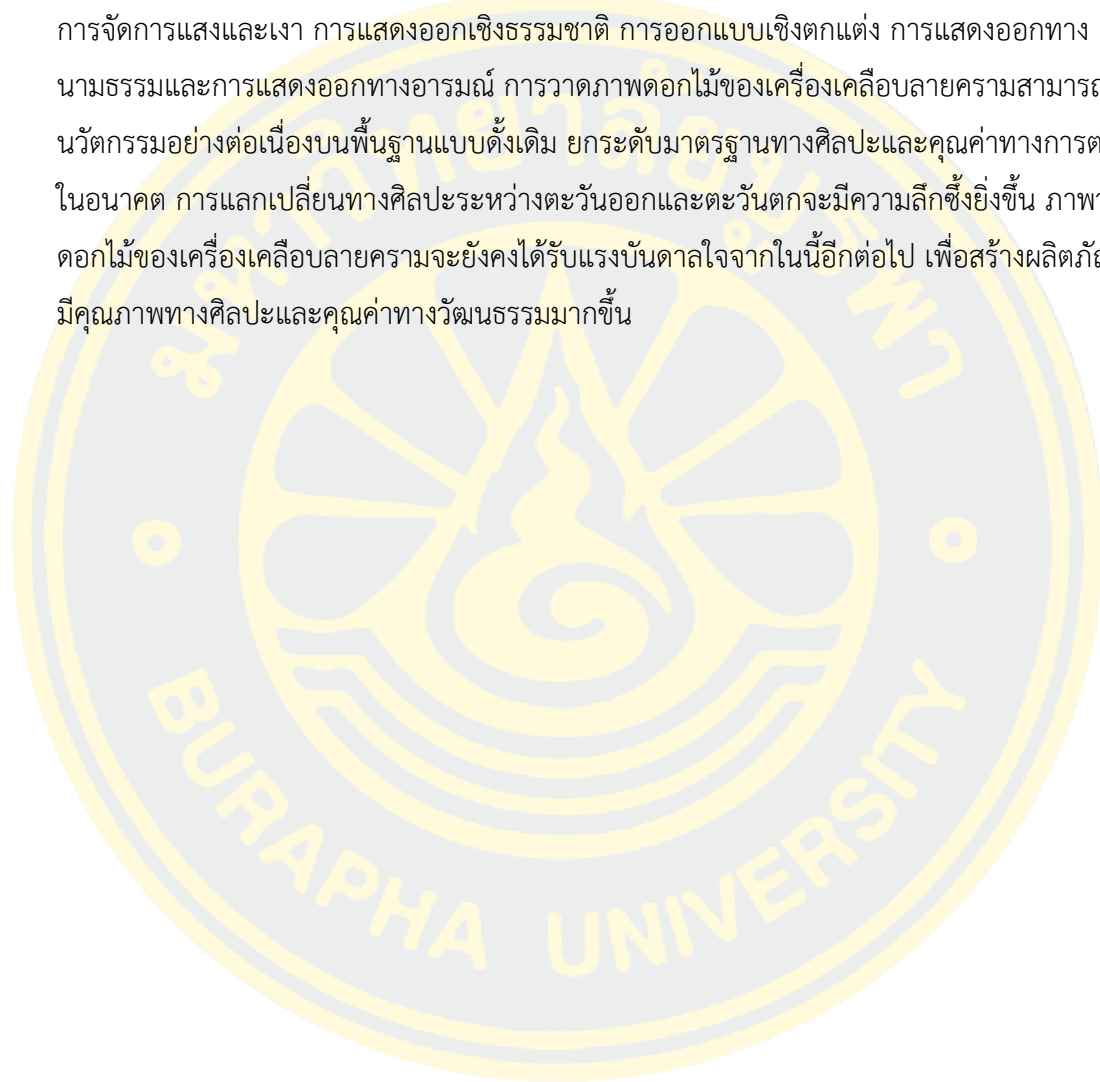 การจัดการแสงและเงา การแสดงออกเชิงธรรมชาติ การออกแบบเชิงตกแต่ง การแสดงออกทาง
นามธรรมและการแสดงออกทางอารมณ์ การวาดภาพดอกไม้ของเครื่องเคลือบลายคราม
นวัตกรรมอย่างต่อเนื่องบนพื้นฐานแบบดั้งเดิม ยกระดับมาตรฐานทางศิลปะและคุณค่าทางการ
ในอนาคต การแลกเปลี่ยนทางศิลปะระหว่างตะวันออกและตะวันตกจะมีความลึกซึ้งยิ่งขึ้น
ดอกไม้ของเครื่องเคลือบลายครามจะยังคงได้รับแรงบันดาลใจจากในนี้อีกต่อไป เพื่อสร้าง
มีคุณภาพทางศิลปะและคุณค่าทางวัฒนธรรมมากขึ้น
มหาวิทยาลัยบูรพา
BURAPHA UNIVERSITY